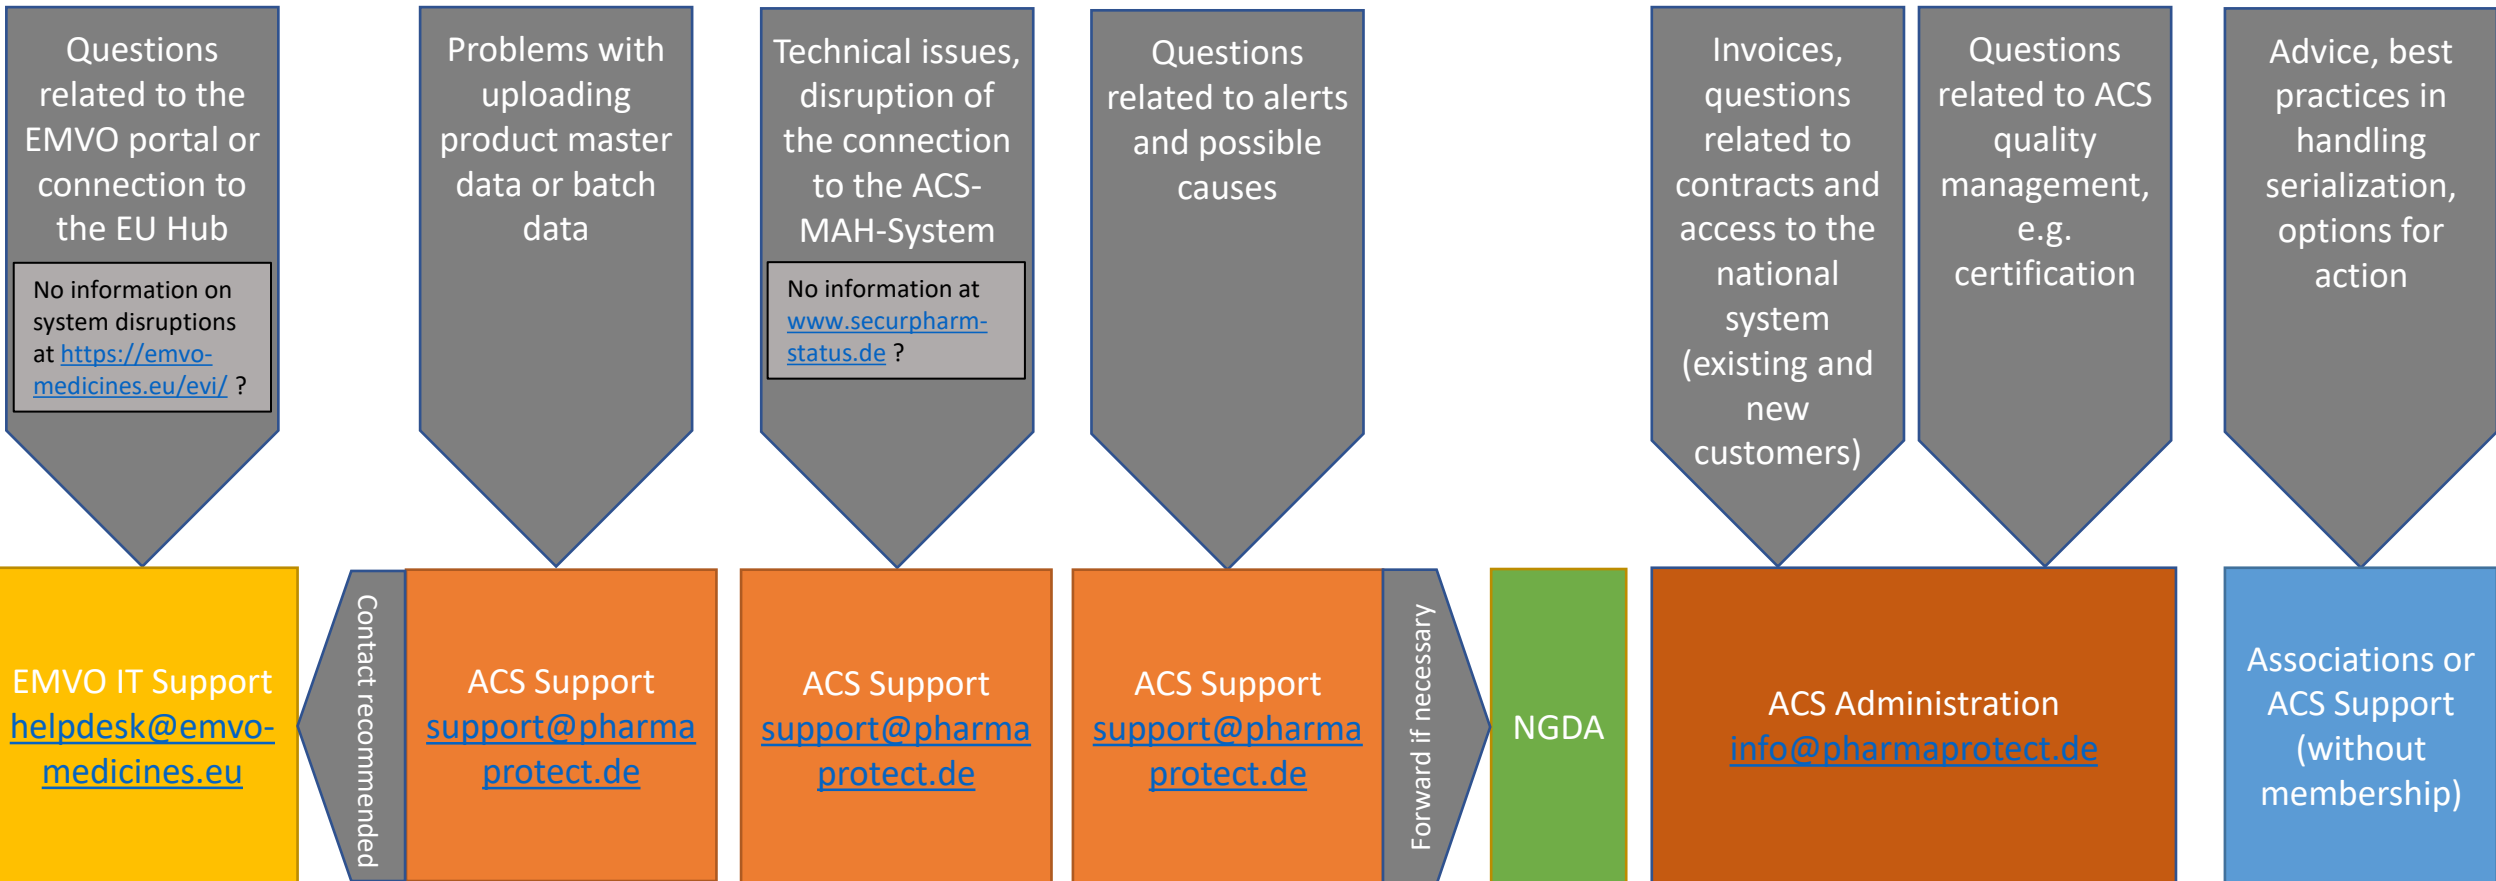 Questions
related to the
EMVO portal or
connection to
the EU Hub
No information on
system disruptions
at https://emvo-
medicines.eu/evi/ ?
Problems with
uploading
product master
data or batch
data
Technical issues,
disruption of
the connection
to the ACS-
MAH-System
No information at
www.securpharm-
status.de ?
Questions
related to alerts
and possible
causes
Invoices,
questions
related to
contracts and
access to the
national
system
(existing and
new
customers)
Questions
related to ACS
quality
management,
e.g.
certification
Advice, best
practices in
handling
serialization,
options for
action
EMVO IT Support
helpdesk@emvo-
medicines.eu
Contact recommmended
ACS Support
support@pharma
protect.de
ACS Support
support@pharma
protect.de
ACS Support
support@pharma
protect.de
Forward if necessary
NGDA
ACS Administration
info@pharmaprotect.de
Associations or
ACS Support
(without
membership)